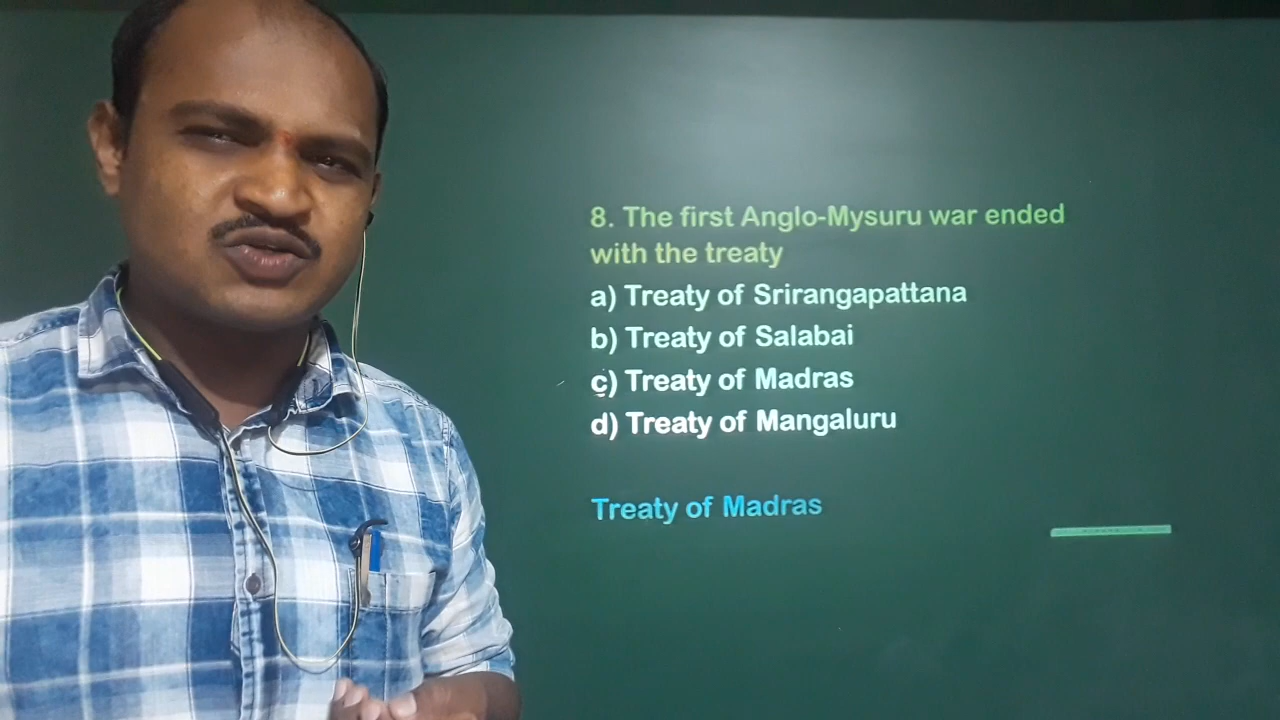 8. The first Anglo-Mysuru war ended
with the treaty
a) Treaty of Srirangapattana
b) Treaty of Salabai
c) Treaty of Madras
d) Treaty of Mangaluru
Treaty of Madras